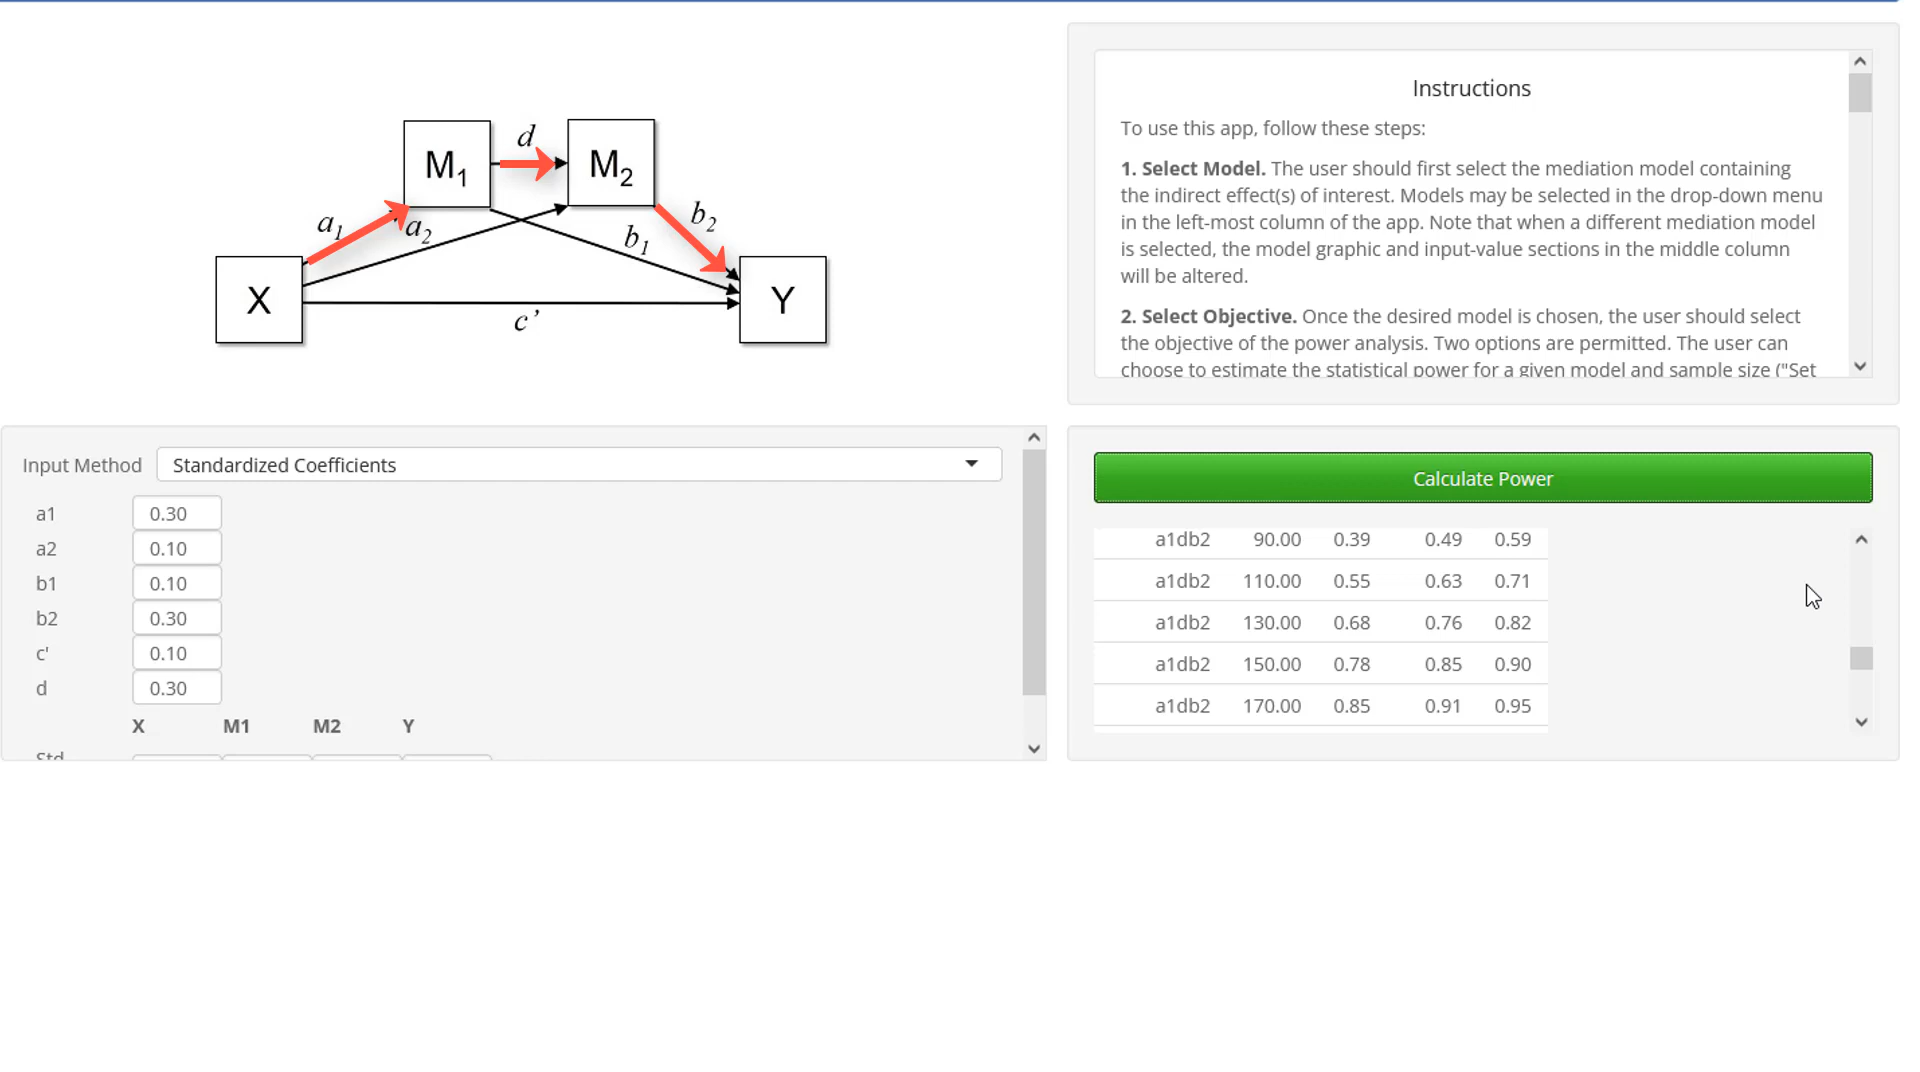 d
M1
M2
a1
a2
b2
b1
X
Y
c'
Instructions
To use this app, follow these steps:
1. Select Model. The user should first select the mediation model containing
the indirect effect(s) of interest. Models may be selected in the drop-down menu
in the left-most column of the app. Note that when a different mediation model
is selected, the model graphic and input-value sections in the middle column
will be altered.
2. Select Objective. Once the desired model is chosen, the user should select
the objective of the power analysis. Two options are permitted. The user can
choose to estimate the statistical power for a given model and sample size ("Set
Input Method Standardized Coefficients
a1 0.30
a2 0.10
b1 0.10
b2 0.30
c' 0.10
d 0.30
X M1 M2 Y
Std
Calculate Power
a1db2 90.00 0.39 0.49 0.59
a1db2 110.00 0.55 0.63 0.71
a1db2 130.00 0.68 0.76 0.82
a1db2 150.00 0.78 0.85 0.90
a1db2 170.00 0.85 0.91 0.95